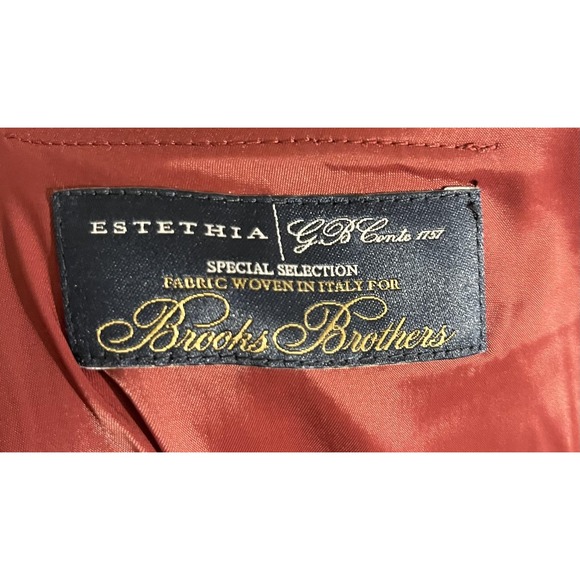 ESTETHIA G.B Conte 1757
SPECIAL SELECTION
FABRIC WOVEN IN ITALY FOR
Brooks Brothers